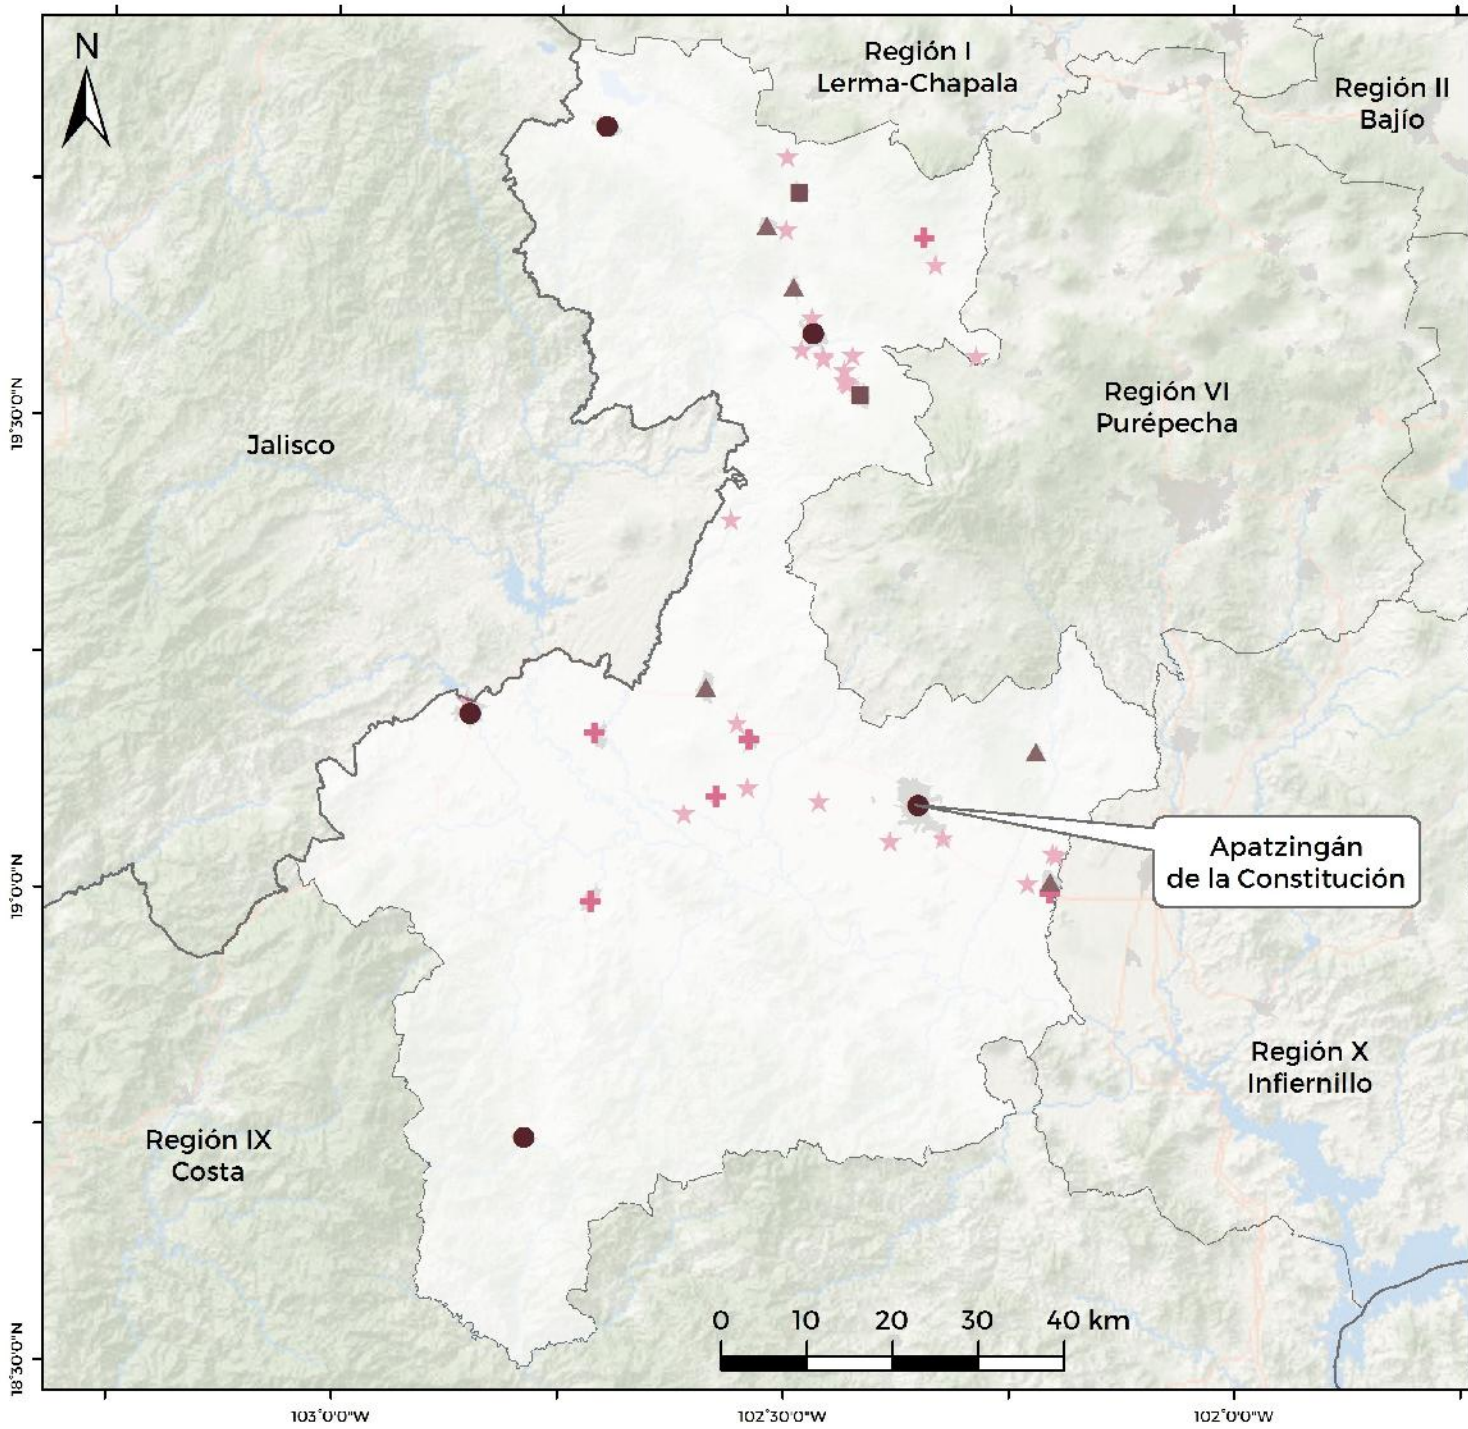 N
Región I
Lerma-Chapala
Región II
Bajío
19°30'0"N
Jalisco
Región VI
Purépecha
Apatzingán
de la Constitución
19°0'0"N
Región X
Infiernillo
Región IX
Costa
0 10 20 30 40 km
18°30'0"N
103°0'0"W 102°30'0"W 102°0'0"W